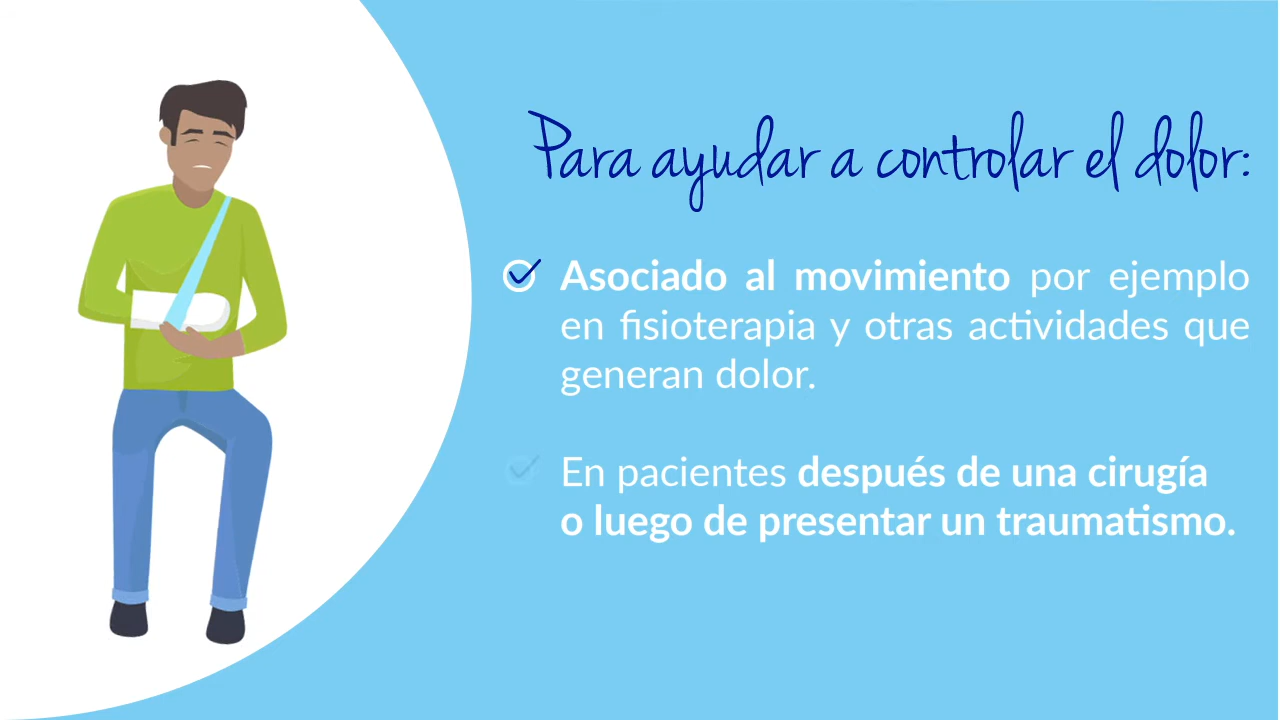 Para ayudar a controlar el dolor:
Asociado al movimiento por ejemplo
en fisioterapia y otras actividades que
generan dolor.
En pacientes después de una cirugía
o luego de presentar un traumatismo.